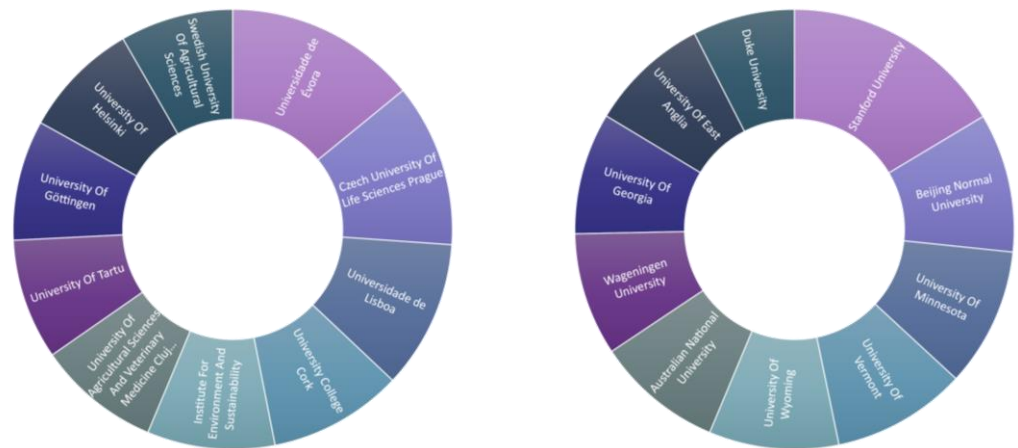 Universidade de
Évora
Czech University Of
Life Sciences Prague
Universidade de
Lisboa
University College
Cork
Institute For
Environment And
Sustainability
University Of
Agricultural Sciences
And Veterinary
Medicine Cluj...
University Of Tartu
University Of
Göttingen
University Of
Helsinki
Swedish University
Of Agricultural
Sciences
Stanford University
Beijing Normal
University
University Of
Minnesota
University Of
Vermont
University Of
Wyoming
Australian National
University
Wageningen
University
University Of
Georgia
University Of East
Anglia
Duke University